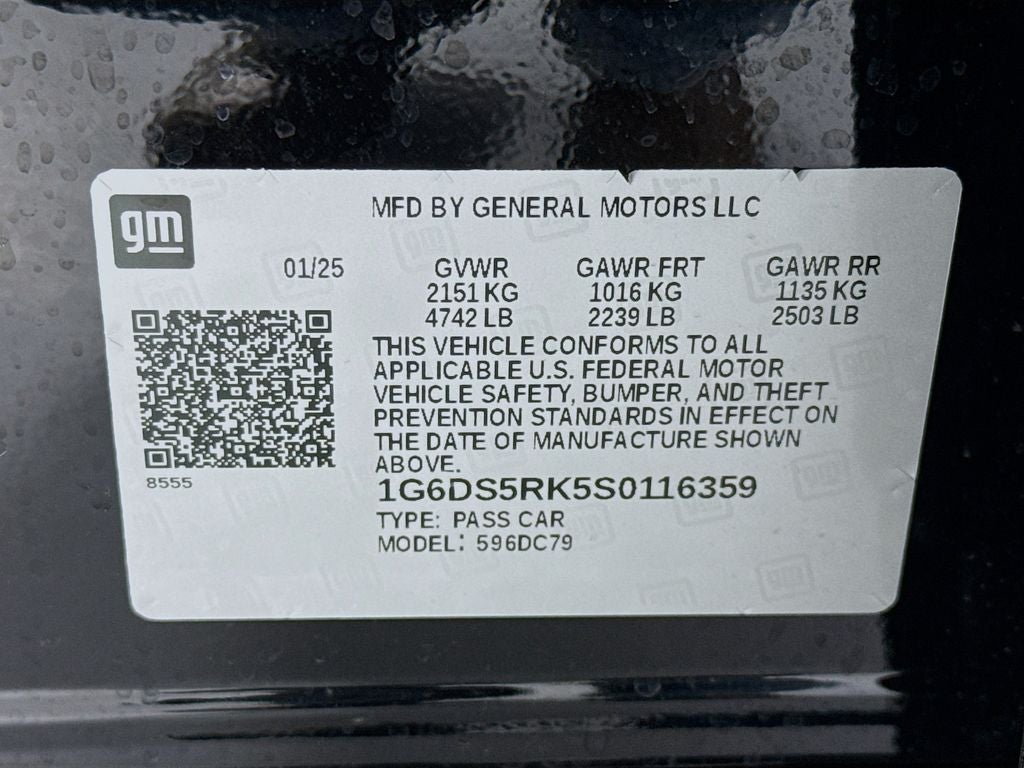 gm
MFD BY GENERAL MOTORS LLC
01/25 GVWR GAWR FRT GAWR RR
2151 KG 1016 KG 1135 KG
4742 LB 2239 LB 2503 LB
THIS VEHICLE CONFORMS TO ALL
APPLICABLE U.S. FEDERAL MOTOR
VEHICLE SAFETY, BUMPER, AND THEFT
PREVENTION STANDARDS IN EFFECT ON
THE DATE OF MANUFACTURE SHOWN
ABOVE.
8555
1G6DS5RK5S0116359
TYPE: PASS CAR
MODEL: 596DC79